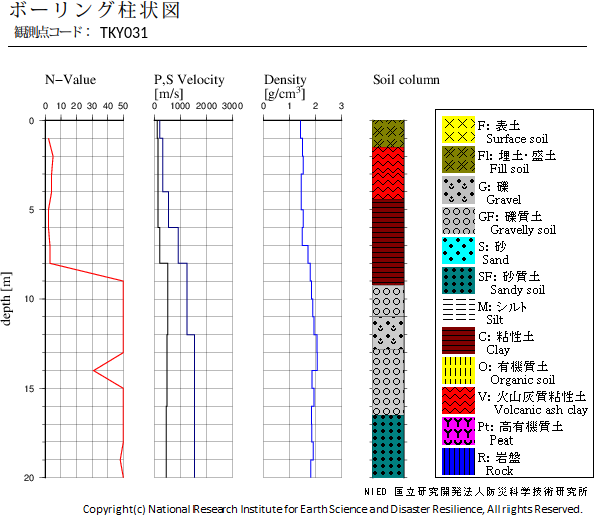 ボーリング柱状図
観測点コード： TKY031
N−Value P,S Velocity Density Soil column
[m/s] [g/cm³]
0 10 20 30 40 50 0 1000 2000 3000 0 1 2 3
0
5
10
15
20
depth [m]
F: 表土
Surface soil
Fl: 埋土・盛土
Fill soil
G: 礫
Gravel
GF: 礫質土
Gravelly soil
S: 砂
Sand
SF: 砂質土
Sandy soil
M: シルト
Silt
C: 粘性土
Clay
O: 有機質土
Organic soil
V: 火山灰質粘性土
Volcanic ash clay
Pt: 高有機質土
Peat
R: 岩盤
Rock
NIED 国立研究開発法人防災科学技術研究所
Copyright(c) National Research Institute for Earth Science and Disaster Resilience, All rights Reserved.